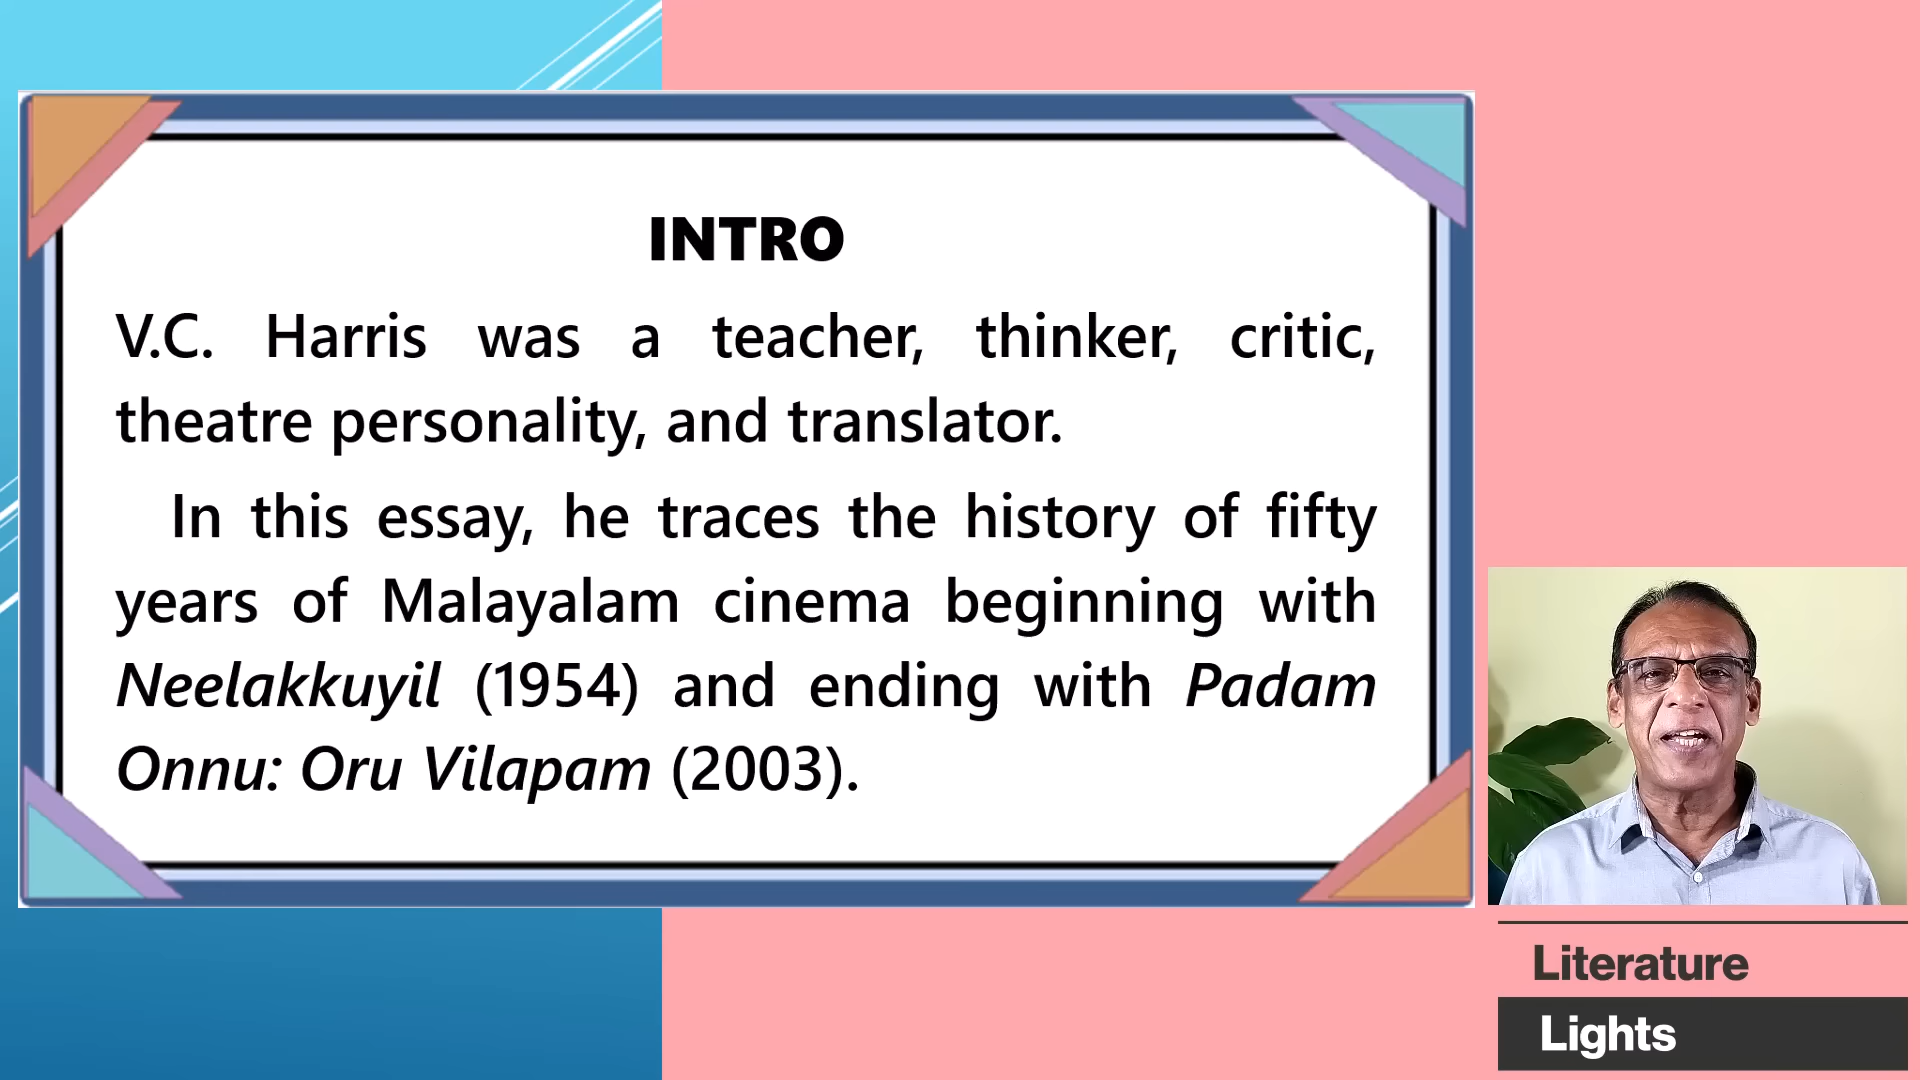 INTRO
V.C. Harris was a teacher, thinker, critic,
theatre personality, and translator.
In this essay, he traces the history of fifty
years of Malayalam cinema beginning with
Neelakkuyil (1954) and ending with Padam
Onnu: Oru Vilapam (2003).
Literature
Lights